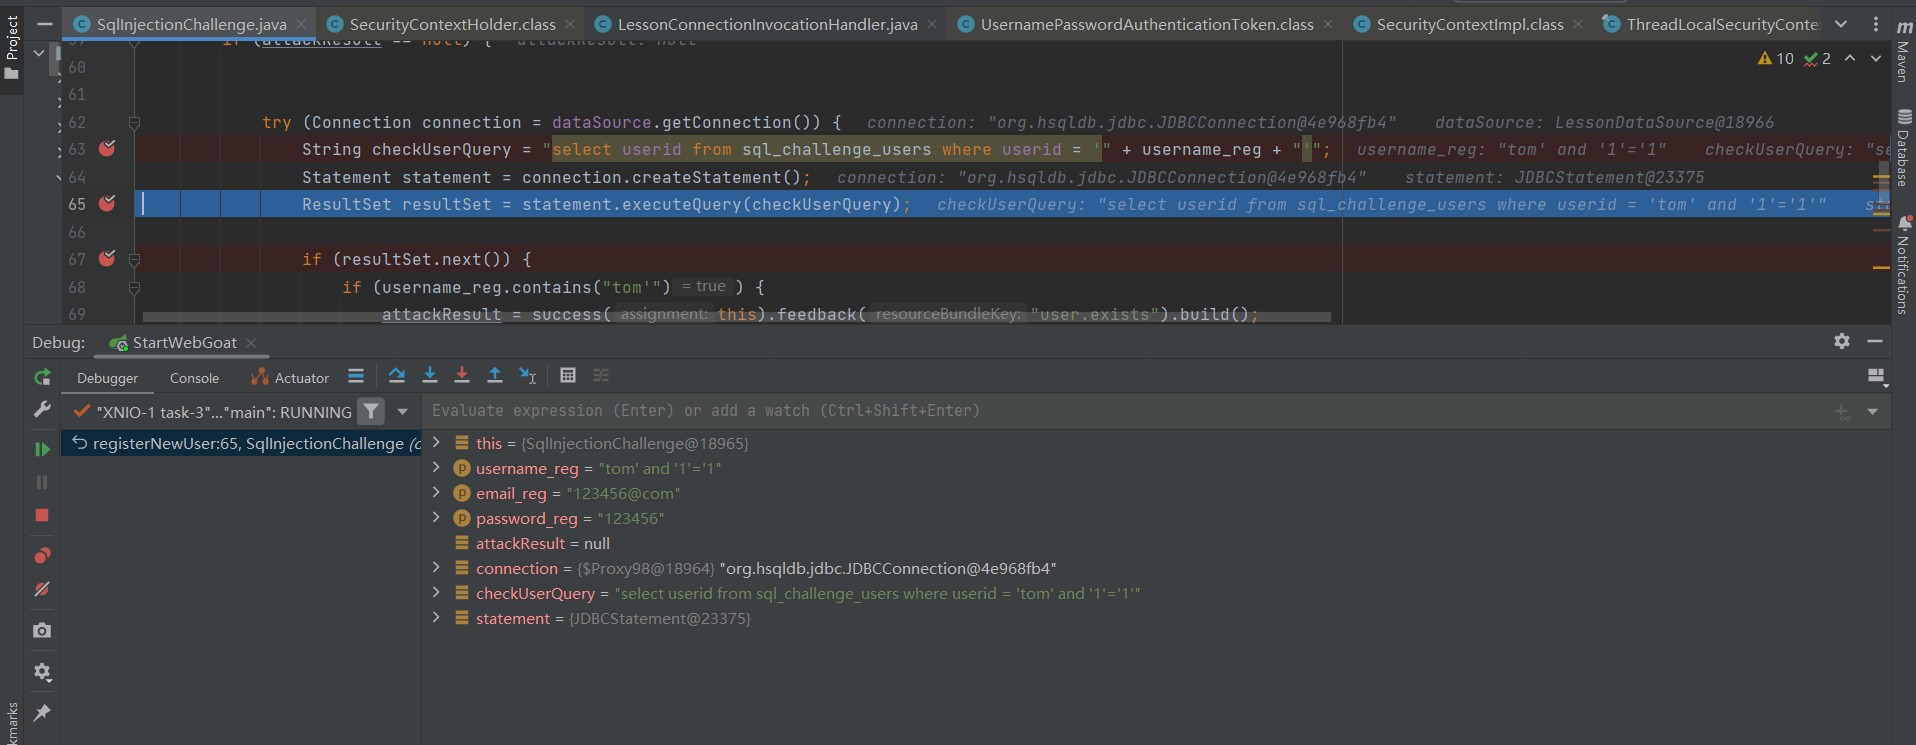 Project
SqlInjectionChallenge.java
SecurityContextHolder.class
LessonConnectionInvocationHandler.java
UsernamePasswordAuthenticationToken.class
SecurityContextImpl.class
ThreadLocalSecurityConte
if (attackResult == null) { attackResult: null
10 2
60
61
62 try (Connection connection = dataSource.getConnection()) { connection: "org.hsqldb.jdbc.JDBCConnection@4e968fb4" dataSource: LessonDataSource@18966
63 String checkUserQuery = "select userid from sql_challenge_users where userid = '" + username_reg + "'"; username_reg: "tom' and '1'='1" checkUserQuery: "se
64 Statement statement = connection.createStatement(); connection: "org.hsqldb.jdbc.JDBCConnection@4e968fb4" statement: JDBCStatement@23375
65 ResultSet resultSet = statement.executeQuery(checkUserQuery); checkUserQuery: "select userid from sql_challenge_users where userid = 'tom' and '1'='1'"
66
67 if (resultSet.next()) {
68 if (username_reg.contains("tom'") = true ) {
69 attackResult = success( assignment: this).feedback( resourceBundleKey: "user.exists").build();
Maven
Database
Notifications
Debug: StartWebGoat
Debugger Console Actuator
"XNIO-1 task-3"..."main": RUNNING
Evaluate expression (Enter) or add a watch (Ctrl+Shift+Enter)
registerNewUser:65, SqlInjectionChallenge
this = {SqlInjectionChallenge@18965}
username_reg = "tom' and '1'='1"
email_reg = "123456@com"
password_reg = "123456"
attackResult = null
connection = {$Proxy98@18964} "org.hsqldb.jdbc.JDBCConnection@4e968fb4"
checkUserQuery = "select userid from sql_challenge_users where userid = 'tom' and '1'='1'"
statement = {JDBCStatement@23375}
kmarks